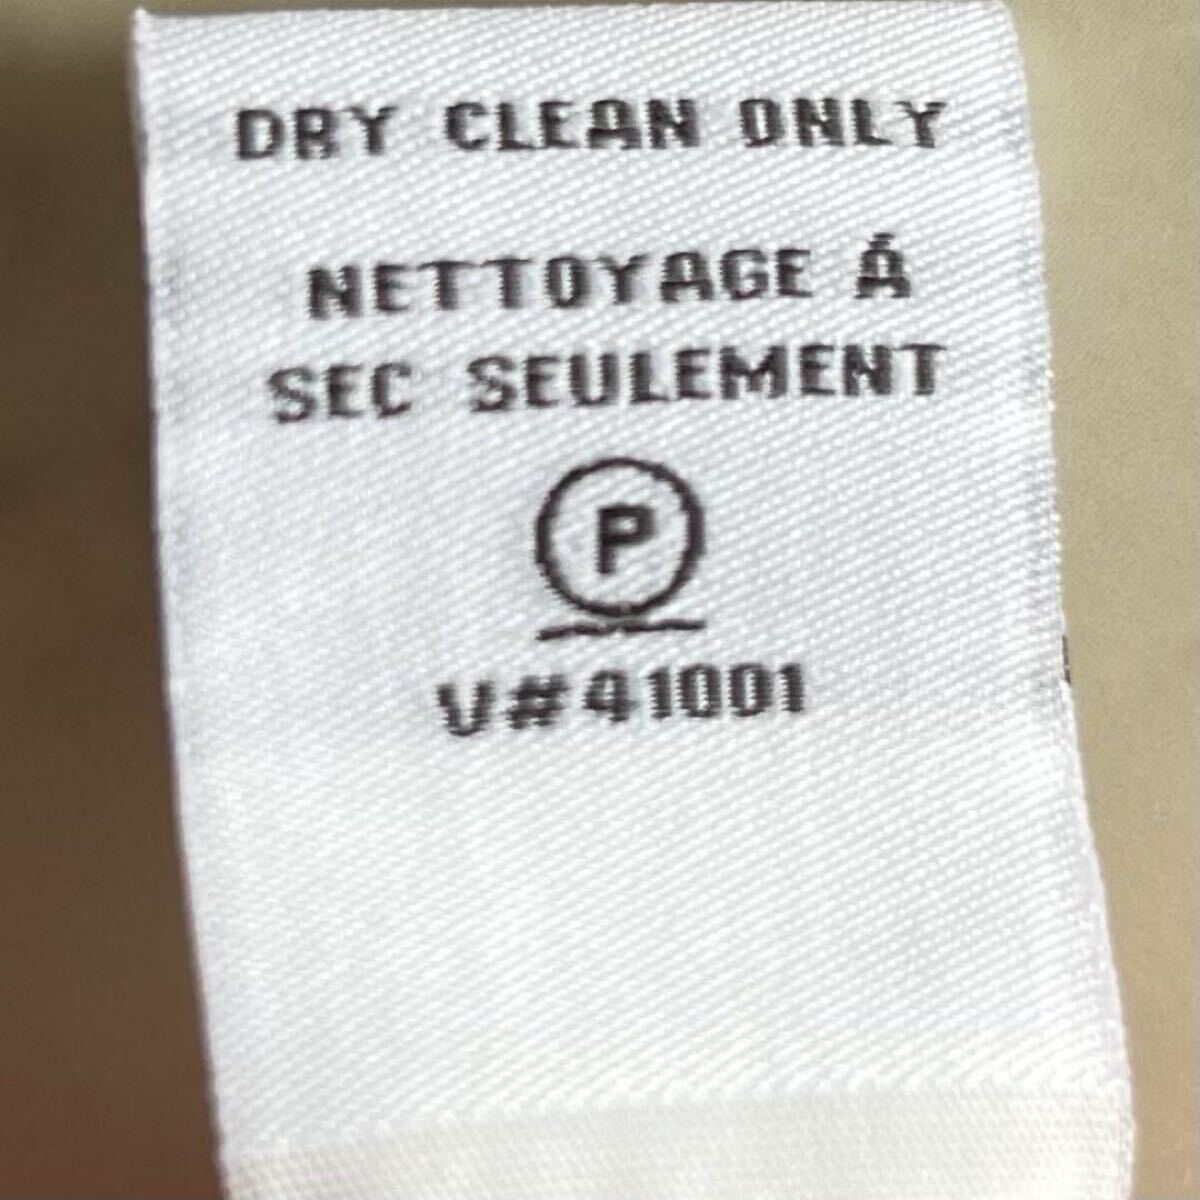 DRY CLEAN ONLY
NETTOYAGE Á
SEC SEULEMENT
P
V#41001